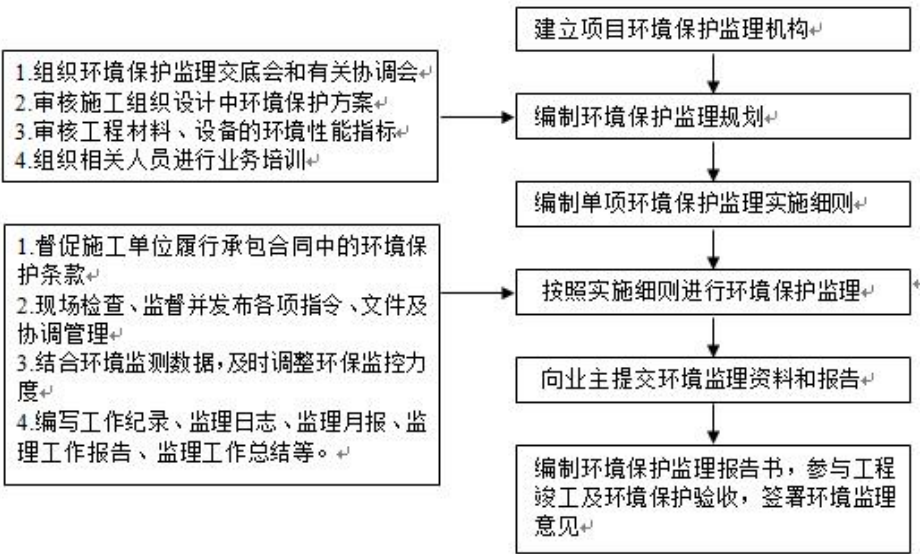 建立项目环境保护监理机构
1.组织环境保护监理交底会和有关协调会
2.审核施工组织设计中环境保护方案
3.审核工程材料、设备的环境性能指标
4.组织相关人员进行业务培训
编制环境保护监理规划
编制单项环境保护监理实施细则
1.督促施工单位履行承包合同中的环境保
护条款
2.现场检查、监督并发布各项指令、文件及
协调管理
3.结合环境监测数据,及时调整环保监控力
度
4.编写工作纪录、监理日志、监理月报、监
理工作报告、监理工作总结等。
按照实施细则进行环境保护监理
向业主提交环境监理资料和报告
编制环境保护监理报告书，参与工程
竣工及环境保护验收，签署环境监理
意见